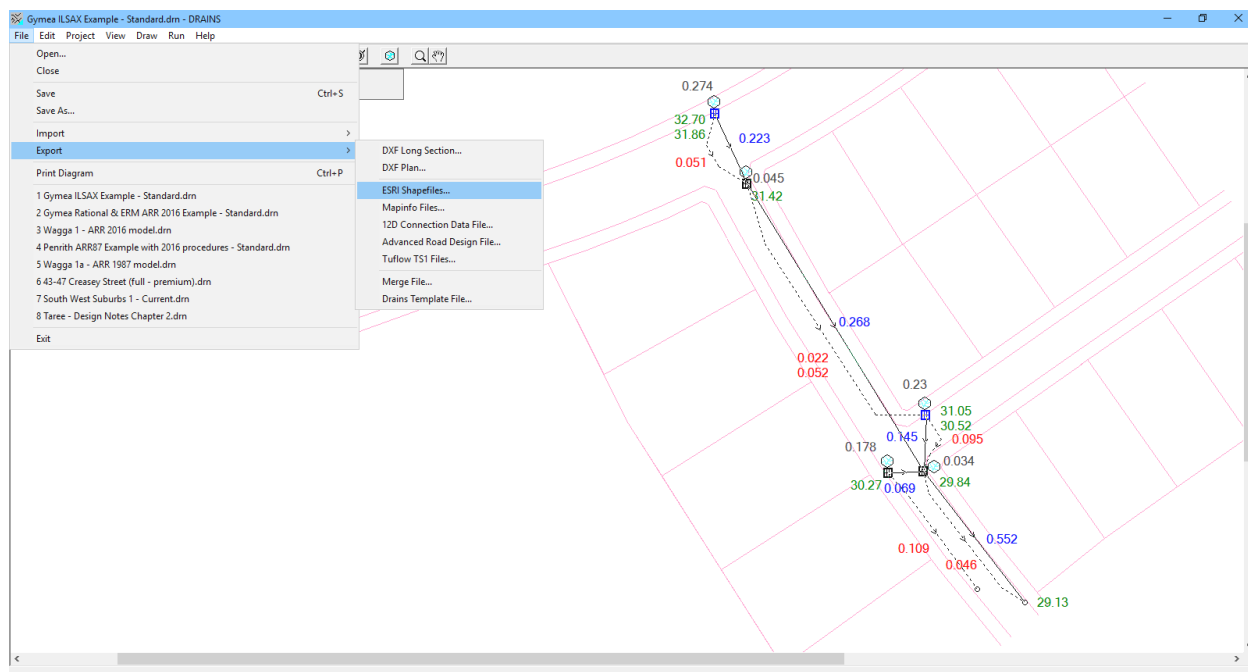 Gymea ILSAX Example - Standard.drn - DRAINS
File Edit Project View Draw Run Help
Open...
Close
Save Ctrl+S
Save As...
Import
Export
Print Diagram Ctrl+P
1 Gymea ILSAX Example - Standard.drn
2 Gymea Rational & ERM ARR 2016 Example - Standard.drn
3 Wagga 1 - ARR 2016 model.drn
4 Penrith ARR87 Example with 2016 procedures - Standard.drn
5 Wagga 1a - ARR 1987 model.drn
6 43-47 Creasey Street (full - premium).drn
7 South West Suburbs 1 - Current.drn
8 Taree - Design Notes Chapter 2.drn
Exit
DXF Long Section...
DXF Plan...
ESRI Shapefiles...
Mapinfo Files...
12D Connection Data File...
Advanced Road Design File...
Tuflow TS1 Files...
Merge File...
Drains Template File...
0.274
32.70
31.86
0.223
0.051
0.045
31.42
0.268
0.022
0.052
0.23
31.05
30.52
0.145
0.095
0.178
0.034
30.27
0.069
29.84
0.552
0.109
0.046
29.13